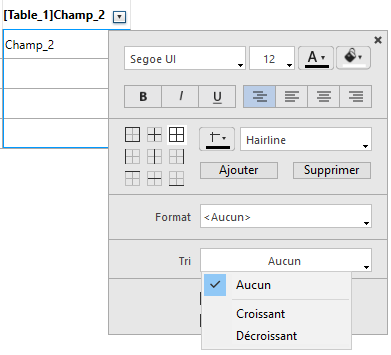 [Table_1]Champ_2
Champ_2
Segoe UI
12
A
B I U
Hairline
Ajouter
Supprimer
Format
<Aucun>
Tri
Aucun
Aucun
Croissant
Décroissant